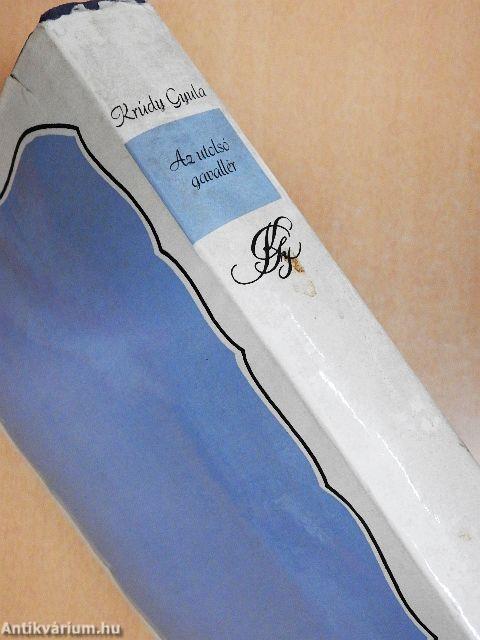 Krúdy Gyula
Az utolsó
gavallér
Antikvárium.hu